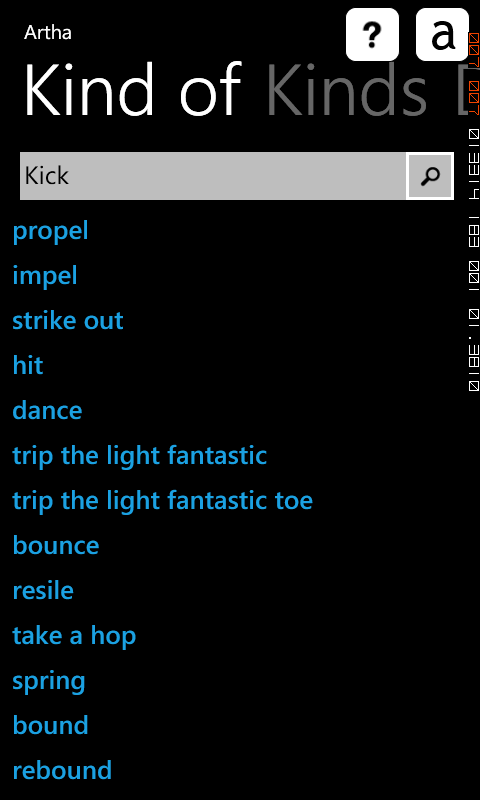 Artha
?
a
Kind of Kinds
Kick
propel
impel
strike out
hit
dance
trip the light fantastic
trip the light fantastic toe
bounce
resile
take a hop
spring
bound
rebound